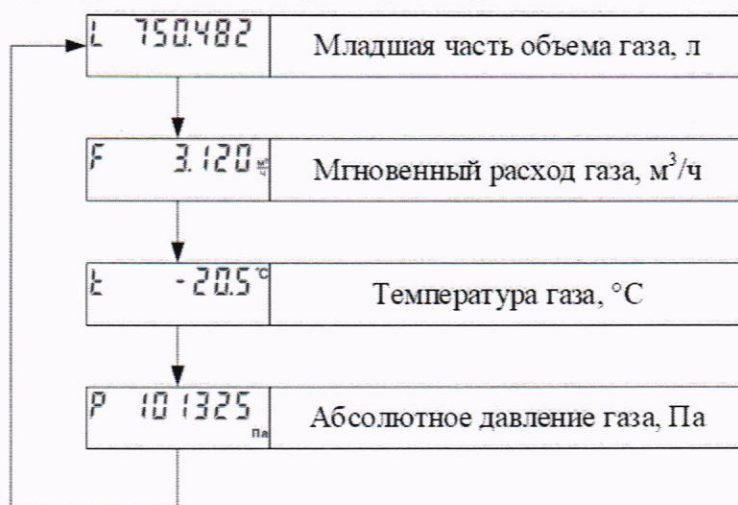 L 750.482 Младшая часть объема газа, л
F 3.120 м³/ч Мгновенный расход газа, м³/ч
t -20.5 °C Температура газа, °С
P 101325 Па Абсолютное давление газа, Па